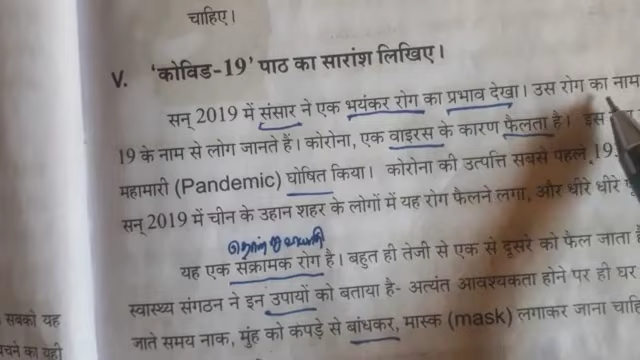 चाहिए।
V. 'कोविड-19' पाठ का सारांश लिखिए।
सन् 2019 में संसार ने एक भयंकर रोग का प्रभाव देखा। उस रोग का नाम
19 के नाम से लोग जानते हैं। कोरोना, एक वाइरस के कारण फैलता है। इस
महामारी (Pandemic) घोषित किया। कोरोना की उत्पत्ति सबसे पहले 19
सन् 2019 में चीन के उहान शहर के लोगों में यह रोग फैलने लगा, और धीरे धीरे
यह एक संक्रामक रोग है। बहुत ही तेजी से एक से दूसरे को फैल जाता है
स्वास्थ्य संगठन ने इन उपायों को बताया है- अत्यंत आवश्यकता होने पर ही घर
जाते समय नाक, मुंह को कपड़े से बांधकर, मास्क (mask) लगाकर जाना चाहि
सबको यह
का यही